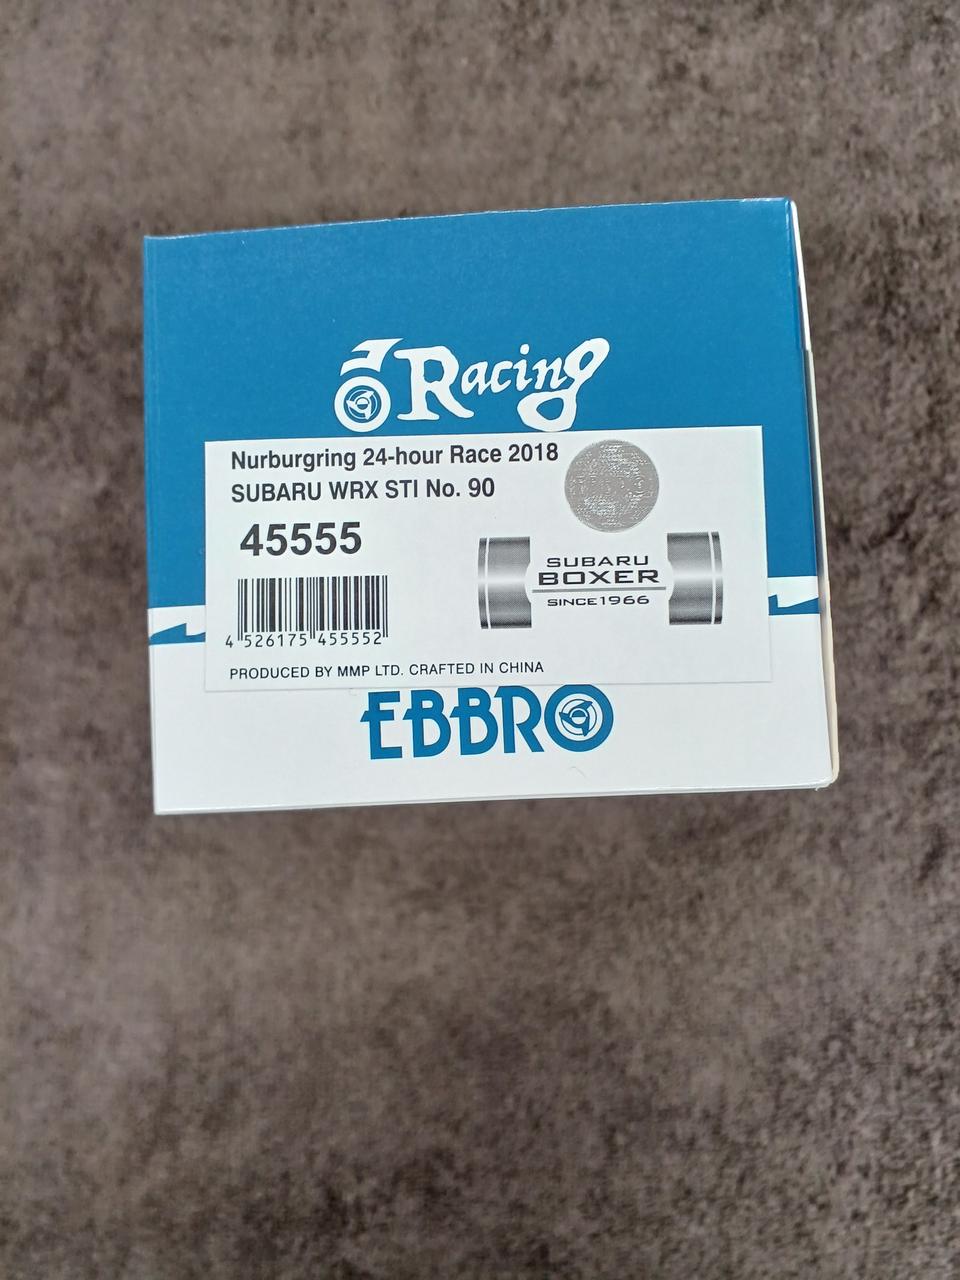 Racing
Nurburgring 24-hour Race 2018
SUBARU WRX STI No. 90
45555
SUBARU
BOXER
SINCE1966
4 526175 455552
PRODUCED BY MMP LTD. CRAFTED IN CHINA
EBBRO